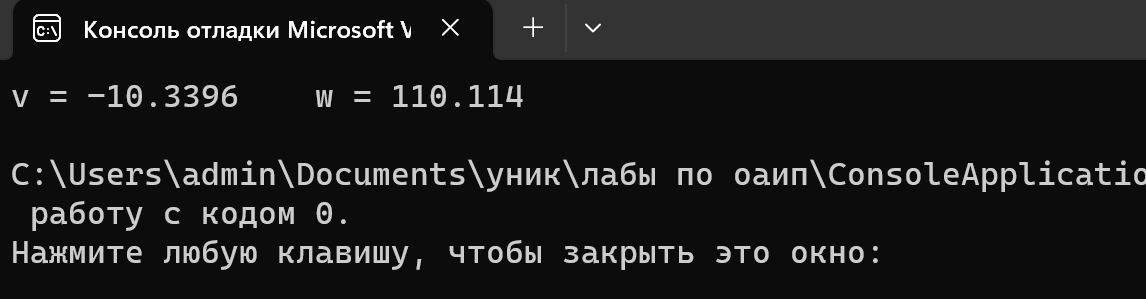 Консоль отладки Microsoft V
v = -10.3396    w = 110.114
C:\Users\admin\Documents\уник\лабы по оаип\ConsoleApplicatio
работу с кодом 0.
Нажмите любую клавишу, чтобы закрыть это окно: